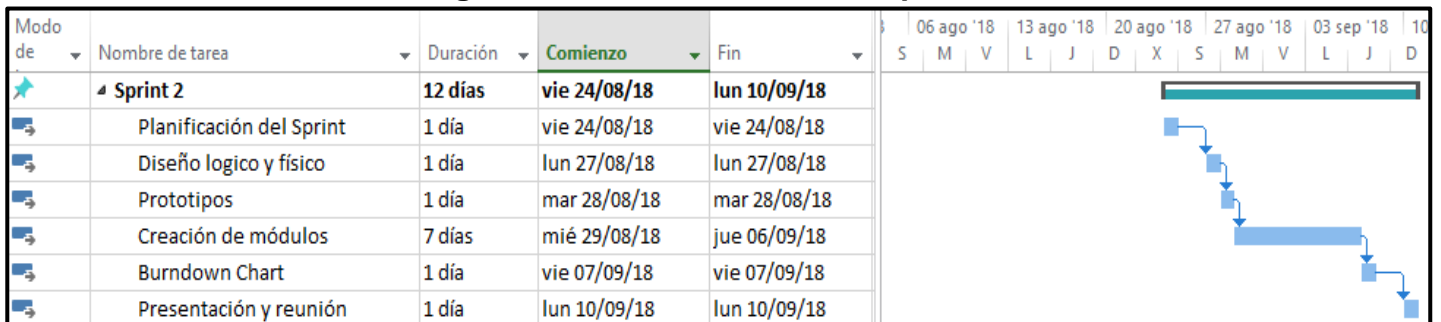 Modo de Nombre de tarea Duración Comienzo Fin
06 ago '18 13 ago '18 20 ago '18 27 ago '18 03 sep '18 10
S M V L J D X S M V L J D
Sprint 2 12 días vie 24/08/18 lun 10/09/18
Planificación del Sprint 1 día vie 24/08/18 vie 24/08/18
Diseño logico y físico 1 día lun 27/08/18 lun 27/08/18
Prototipos 1 día mar 28/08/18 mar 28/08/18
Creación de módulos 7 días mié 29/08/18 jue 06/09/18
Burndown Chart 1 día vie 07/09/18 vie 07/09/18
Presentación y reunión 1 día lun 10/09/18 lun 10/09/18